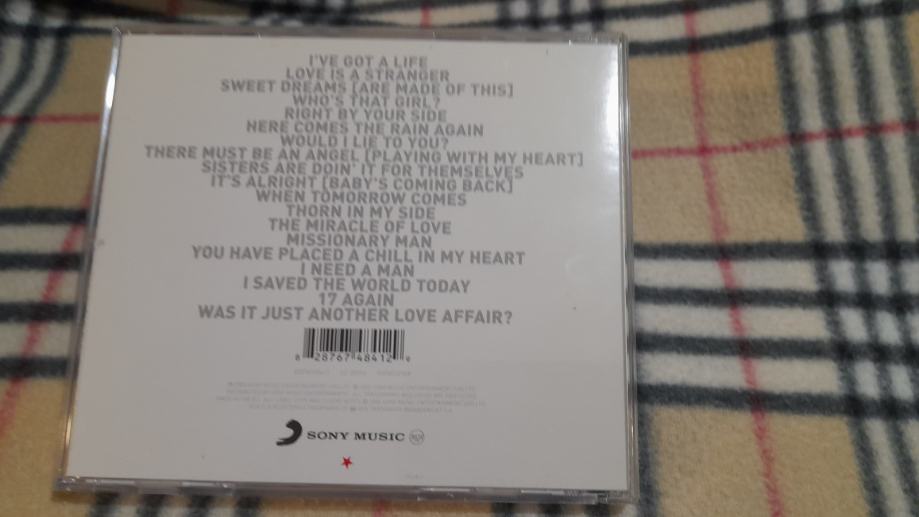 I'VE GOT A LIFE
LOVE IS A STRANGER
SWEET DREAMS [ARE MADE OF THIS]
WHO'S THAT GIRL?
RIGHT BY YOUR SIDE
HERE COMES THE RAIN AGAIN
WOULD I LIE TO YOU?
THERE MUST BE AN ANGEL [PLAYING WITH MY HEART]
SISTERS ARE DOIN' IT FOR THEMSELVES
IT'S ALRIGHT [BABY'S COMING BACK]
WHEN TOMORROW COMES
THORN IN MY SIDE
THE MIRACLE OF LOVE
MISSIONARY MAN
YOU HAVE PLACED A CHILL IN MY HEART
I NEED A MAN
I SAVED THE WORLD TODAY
17 AGAIN
WAS IT JUST ANOTHER LOVE AFFAIR?
8 28767 48412 9
SONY MUSIC